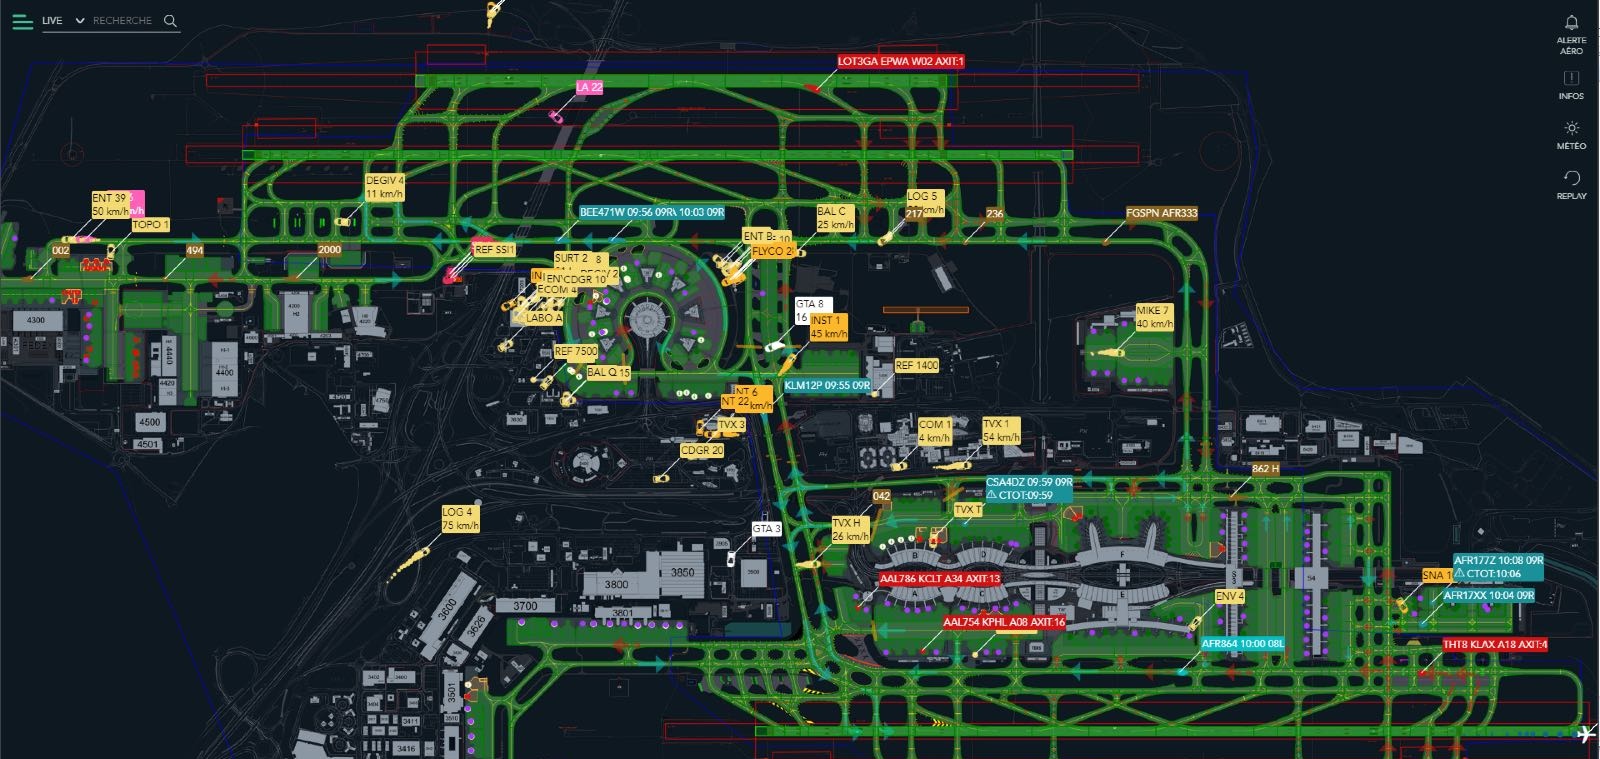 LIVE
RECHERCHE
ALERTE
AÉRO
INFOS
MÉTÉO
REPLAY
LOT3GA EPWA W02 AXIT:1
LA 22
DEGIV 4
11 km/h
ENT 39
50 km/h
TOPO 1
BEE471W 09:56 09R
10:03 09R
BAL C
25 km/h
LOG 5
217
236
FGSPN AFR333
002
494
2000
REF SSI1
ENT B
FLYCO 2
SURT 2
8
CDGR 10
ECOM 4
LABO A
GTA 8
16
INST 1
45 km/h
MIKE 7
40 km/h
4300
4440
4420
4400
4500
4501
REF 7500
BAL Q 15
REF 1400
KLM12P 09:55 09R
NT 6
NT 22
km/h
TVX 3
COM 1
4 km/h
TVX 1
54 km/h
CDGR 20
862 H
CSA4DZ 09:59 09R
CTOT:09:59
042
TVX T
LOG 4
75 km/h
TVX H
26 km/h
GTA 3
B
D
F
A
C
E
S3
S4
AFR177Z 10:08 09R
CTOT:10:06
SNA 1
AFR17XX 10:04 09R
AAL786 KCLT A34 AXIT:13
3800
3850
3700
3801
3600
3626
ENV 4
AAL754 KPHL A08 AXIT:16
AFR864 10:00 08L
THT8 KLAX A18 AXIT:4
3501
3411
3416